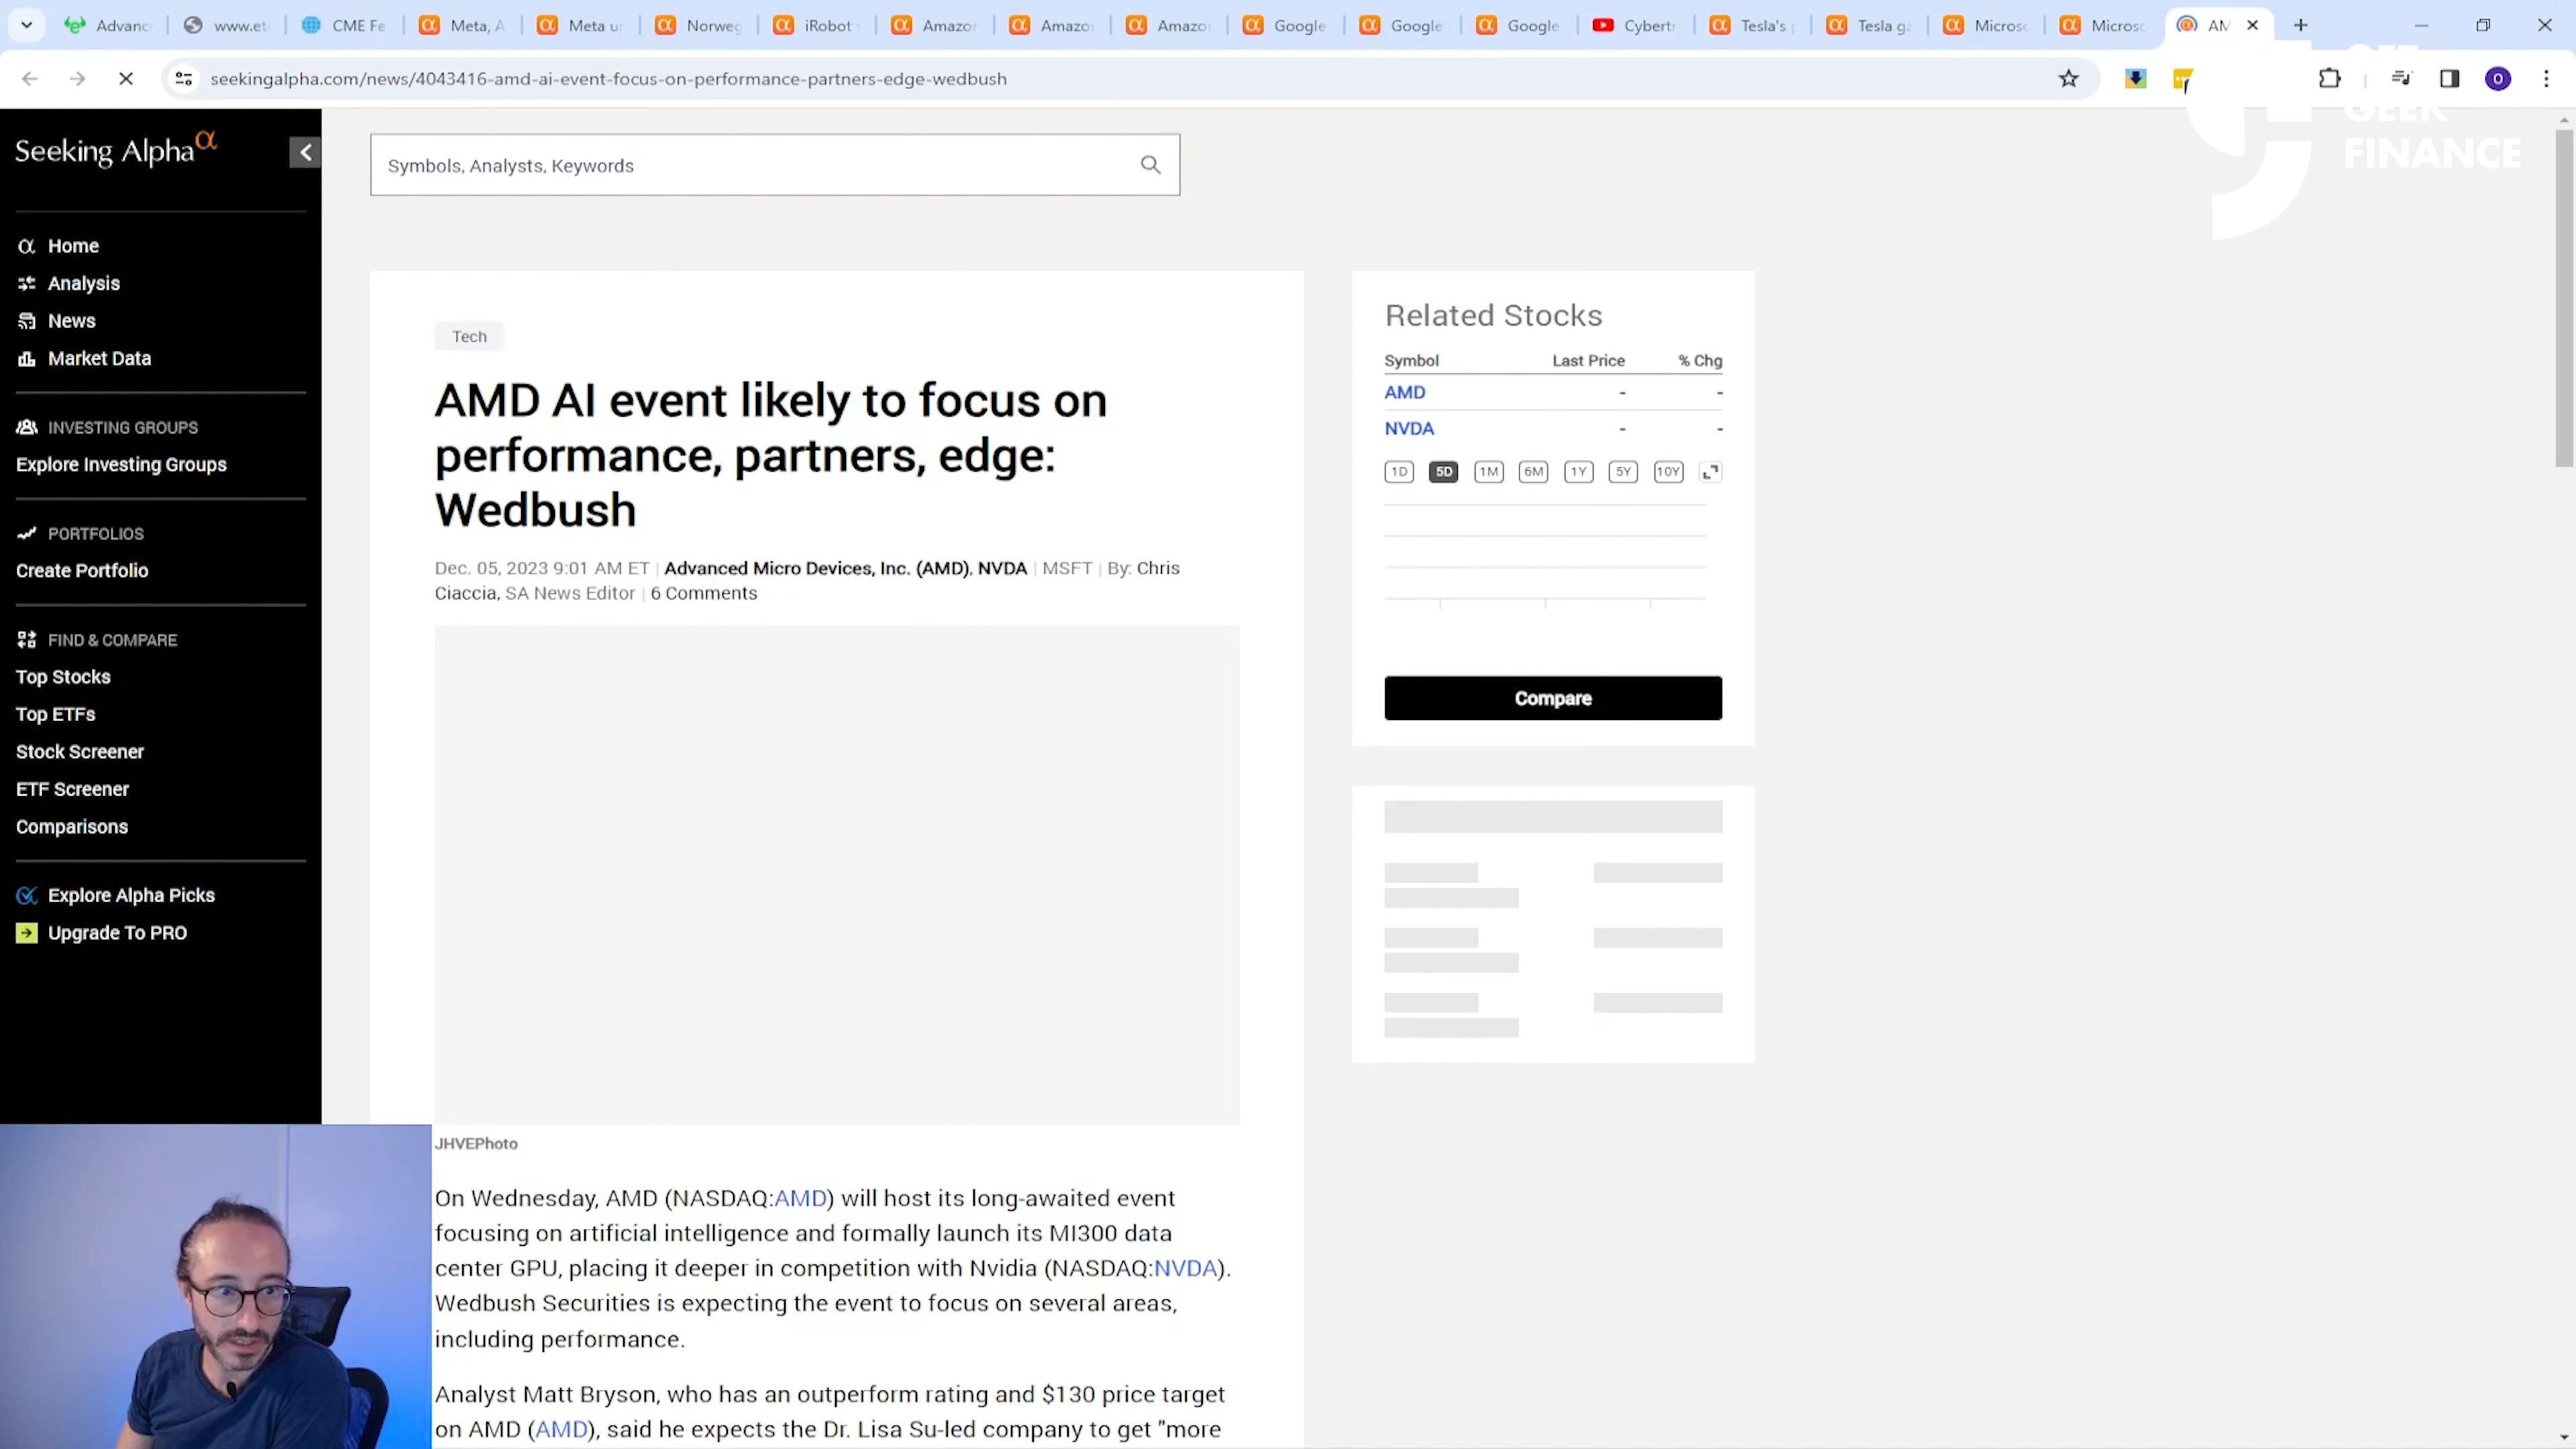 Advanc
www.et
CME Fe
Meta, A
Meta ur
Norweg
iRobot
Amazon
Amazo
Amazo
Google
Google
Google
Cybertr
Tesla's
Tesla ga
Micros
Micros
AM
seekingalpha.com/news/4043416-amd-ai-event-focus-on-performance-partners-edge-wedbush
O
GEEK
FINANCE
Seeking Alpha α
Symbols, Analysts, Keywords
Home
Analysis
News
Market Data
INVESTING GROUPS
Explore Investing Groups
PORTFOLIOS
Create Portfolio
FIND & COMPARE
Top Stocks
Top ETFs
Stock Screener
ETF Screener
Comparisons
Explore Alpha Picks
Upgrade To PRO
Tech
AMD AI event likely to focus on
performance, partners, edge:
Wedbush
Dec. 05, 2023 9:01 AM ET | Advanced Micro Devices, Inc. (AMD), NVDA | MSFT | By: Chris
Ciaccia, SA News Editor | 6 Comments
JHVEPhoto
On Wednesday, AMD (NASDAQ:AMD) will host its long-awaited event
focusing on artificial intelligence and formally launch its MI300 data
center GPU, placing it deeper in competition with Nvidia (NASDAQ:NVDA).
Wedbush Securities is expecting the event to focus on several areas,
including performance.
Analyst Matt Bryson, who has an outperform rating and $130 price target
on AMD (AMD), said he expects the Dr. Lisa Su-led company to get "more
Related Stocks
Symbol Last Price % Chg
AMD - -
NVDA - -
1D 5D 1M 6M 1Y 5Y 10Y
Compare